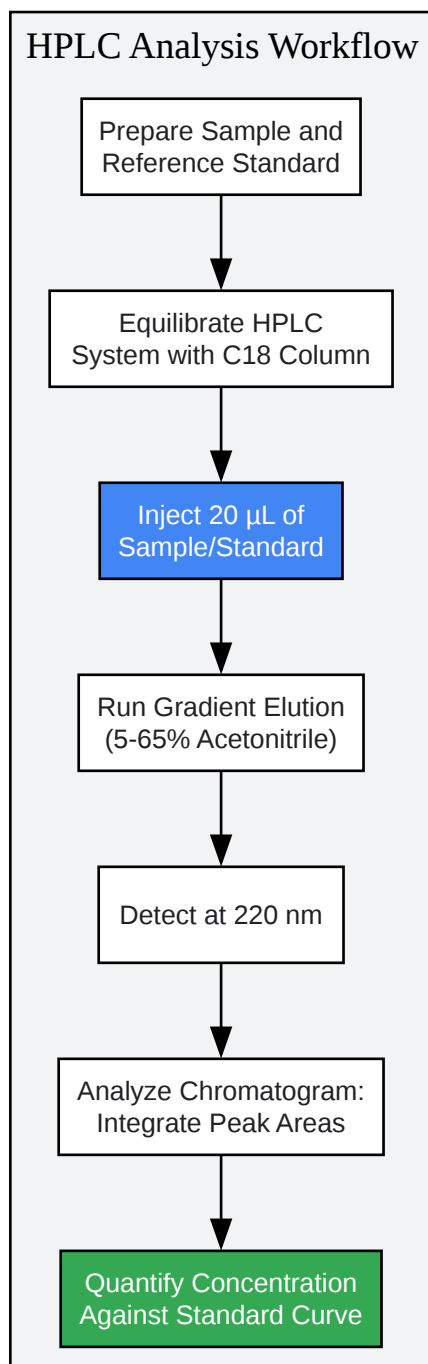 HPLC Analysis Workflow
Prepare Sample and
Reference Standard
Equilibrate HPLC
System with C18 Column
Inject 20 µL of
Sample/Standard
Run Gradient Elution
(5-65% Acetonitrile)
Detect at 220 nm
Analyze Chromatogram:
Integrate Peak Areas
Quantify Concentration
Against Standard Curve